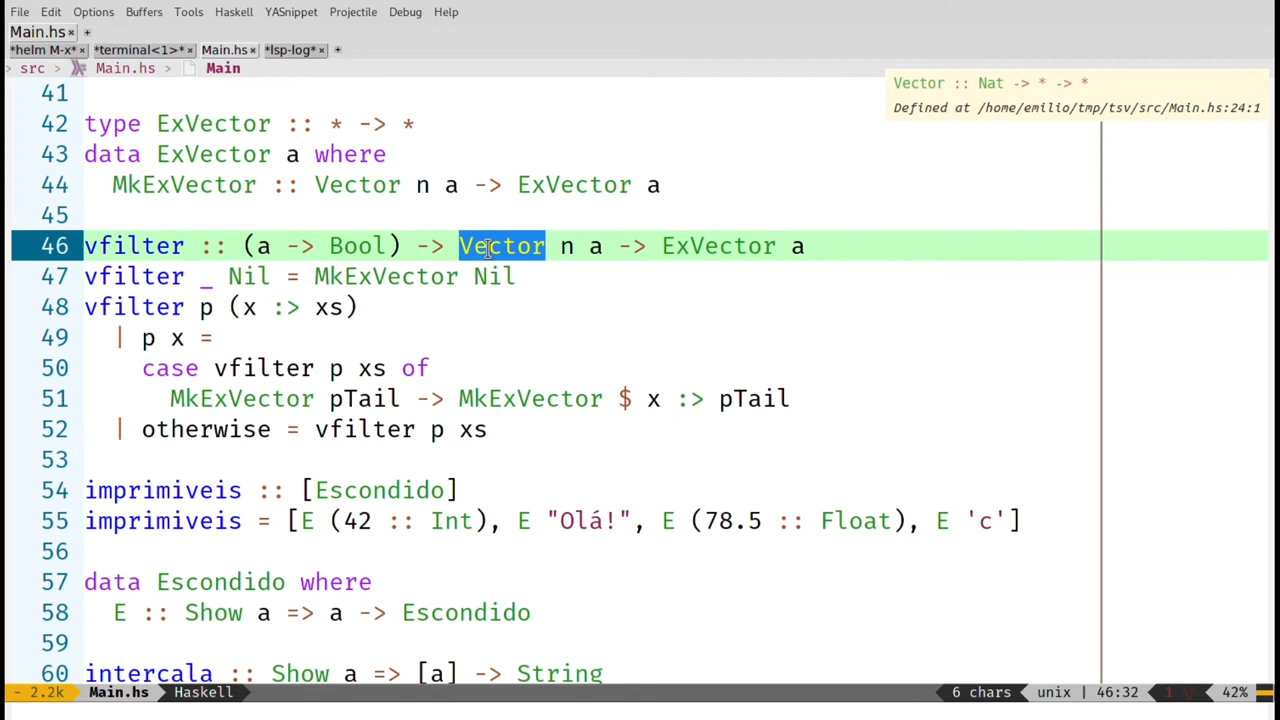 File Edit Options Buffers Tools Haskell YASnippet Projectile Debug Help
Main.hs × +
*helm M-x* × *terminal<1>* × Main.hs × *lsp-log* × +
> src > Main.hs > Main
Vector :: Nat -> * -> *
Defined at /home/emilio/tmp/tsv/src/Main.hs:24:1
41
42 type ExVector :: * -> *
43 data ExVector a where
44   MkExVector :: Vector n a -> ExVector a
45
46 vfilter :: (a -> Bool) -> Vector n a -> ExVector a
47 vfilter _ Nil = MkExVector Nil
48 vfilter p (x :> xs)
49   | p x =
50     case vfilter p xs of
51       MkExVector pTail -> MkExVector $ x :> pTail
52   | otherwise = vfilter p xs
53
54 imprimiveis :: [Escondido]
55 imprimiveis = [E (42 :: Int), E "Olá!", E (78.5 :: Float), E 'c']
56
57 data Escondido where
58   E :: Show a => a -> Escondido
59
60 intercala :: Show a => [a] -> String
- 2.2k Main.hs Haskell 6 chars unix | 46:32 1 42%